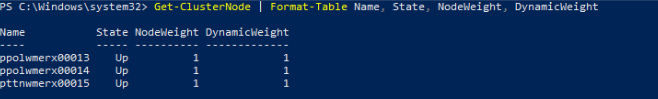 PS C:\Windows\system32> Get-ClusterNode | Format-Table Name, State, NodeWeight, DynamicWeight
Name State NodeWeight DynamicWeight
---- ----- ---------- -------------
ppolwmerx00013 Up 1 1
ppolwmerx00014 Up 1 1
pttnwmerx00015 Up 1 1